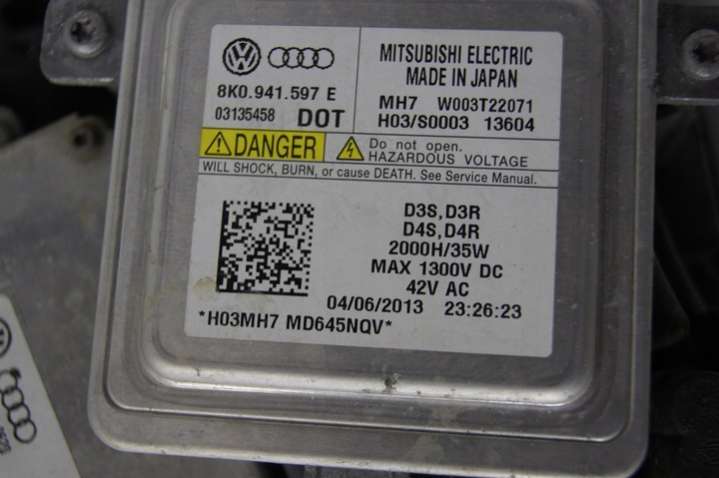 8K0.941.597 E
03135458 DOT
MITSUBISHI ELECTRIC
MADE IN JAPAN
MH7 W003T22071
H03/S0003 13604
DANGER
Do not open.
HAZARDOUS VOLTAGE
WILL SHOCK, BURN, or cause DEATH. See Service Manual.
D3S,D3R
D4S,D4R
2000H/35W
MAX 1300V DC
42V AC
04/06/2013 23:26:23
*H03MH7 MD645NQV*